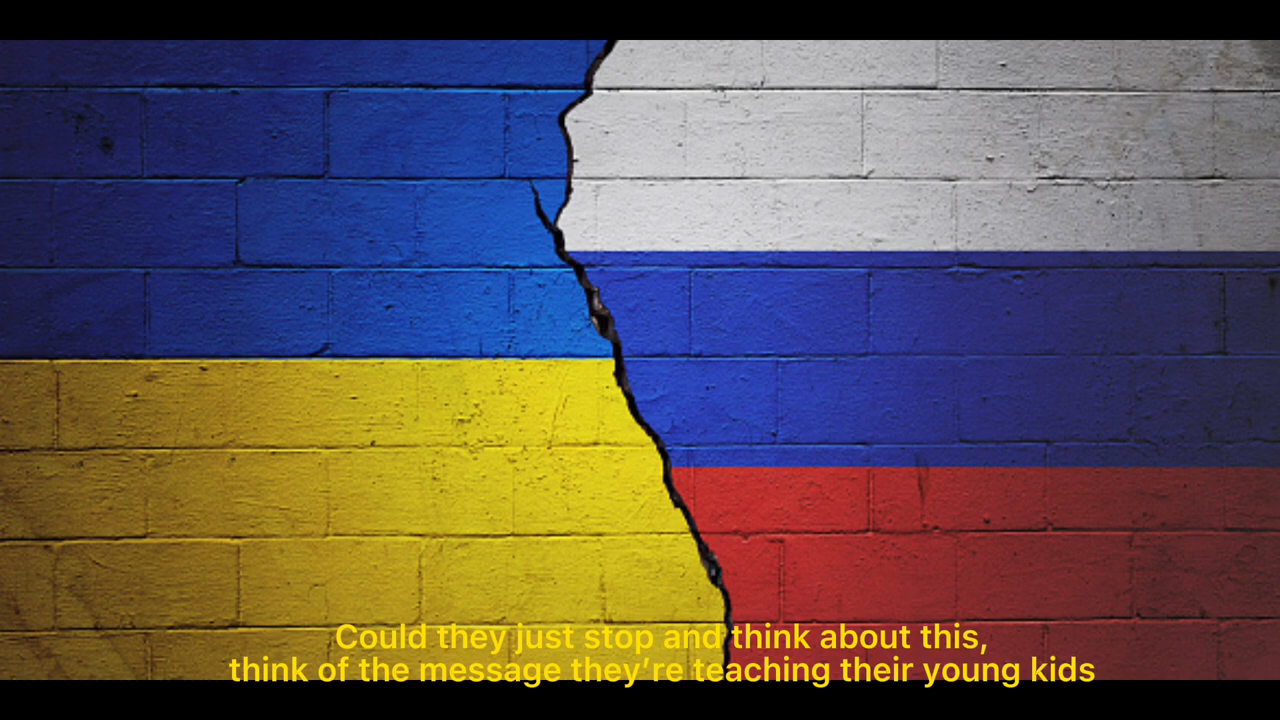 Could they just stop and think about this,
think of the message they’re teaching their young kids